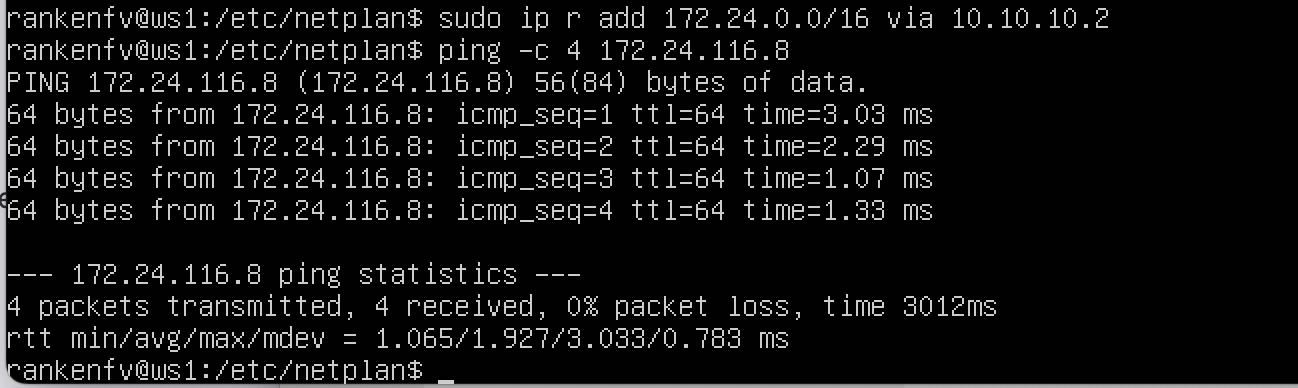 rankenfv@ws1:/etc/netplan$ sudo ip r add 172.24.0.0/16 via 10.10.10.2
rankenfv@ws1:/etc/netplan$ ping -c 4 172.24.116.8
PING 172.24.116.8 (172.24.116.8) 56(84) bytes of data.
64 bytes from 172.24.116.8: icmp_seq=1 ttl=64 time=3.03 ms
64 bytes from 172.24.116.8: icmp_seq=2 ttl=64 time=2.29 ms
64 bytes from 172.24.116.8: icmp_seq=3 ttl=64 time=1.07 ms
64 bytes from 172.24.116.8: icmp_seq=4 ttl=64 time=1.33 ms
--- 172.24.116.8 ping statistics ---
4 packets transmitted, 4 received, 0% packet loss, time 3012ms
rtt min/avg/max/mdev = 1.065/1.927/3.033/0.783 ms
rankenfv@ws1:/etc/netplan$ _